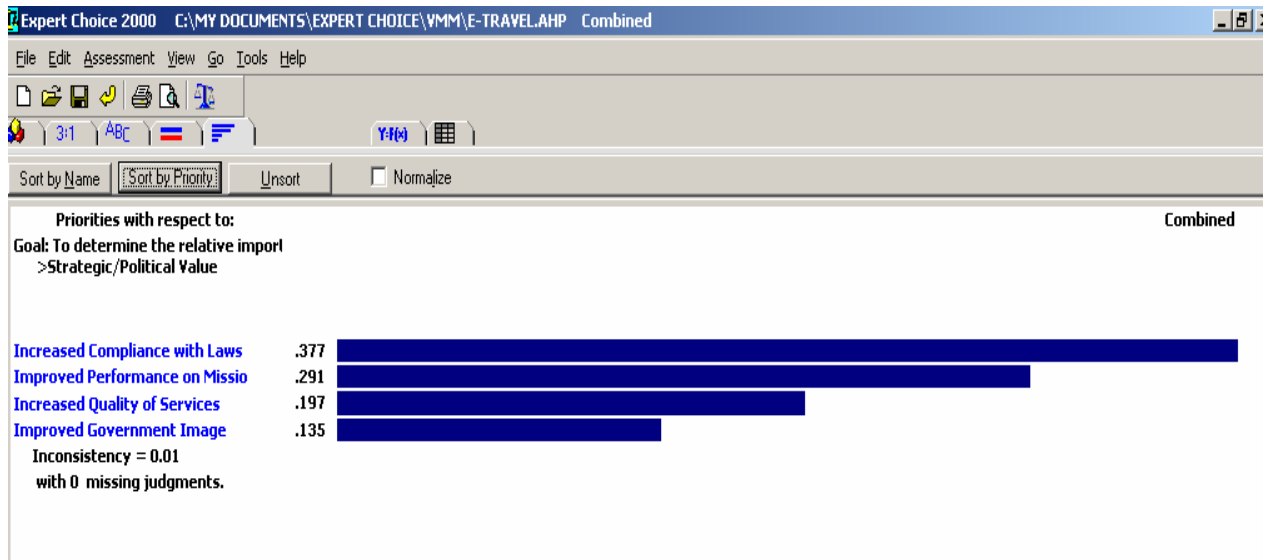 Expert Choice 2000 C:\MY DOCUMENTS\EXPERT CHOICE\VMM\E-TRAVEL.AHP Combined
File Edit Assessment View Go Tools Help
3:1 ABC Y=F(x)
Sort by Name Sort by Priority Unsort Normalize
Priorities with respect to: Combined
Goal: To determine the relative import
>Strategic/Political Value
Increased Compliance with Laws .377
Improved Performance on Missio .291
Increased Quality of Services .197
Improved Government Image .135
Inconsistency = 0.01
with 0 missing judgments.